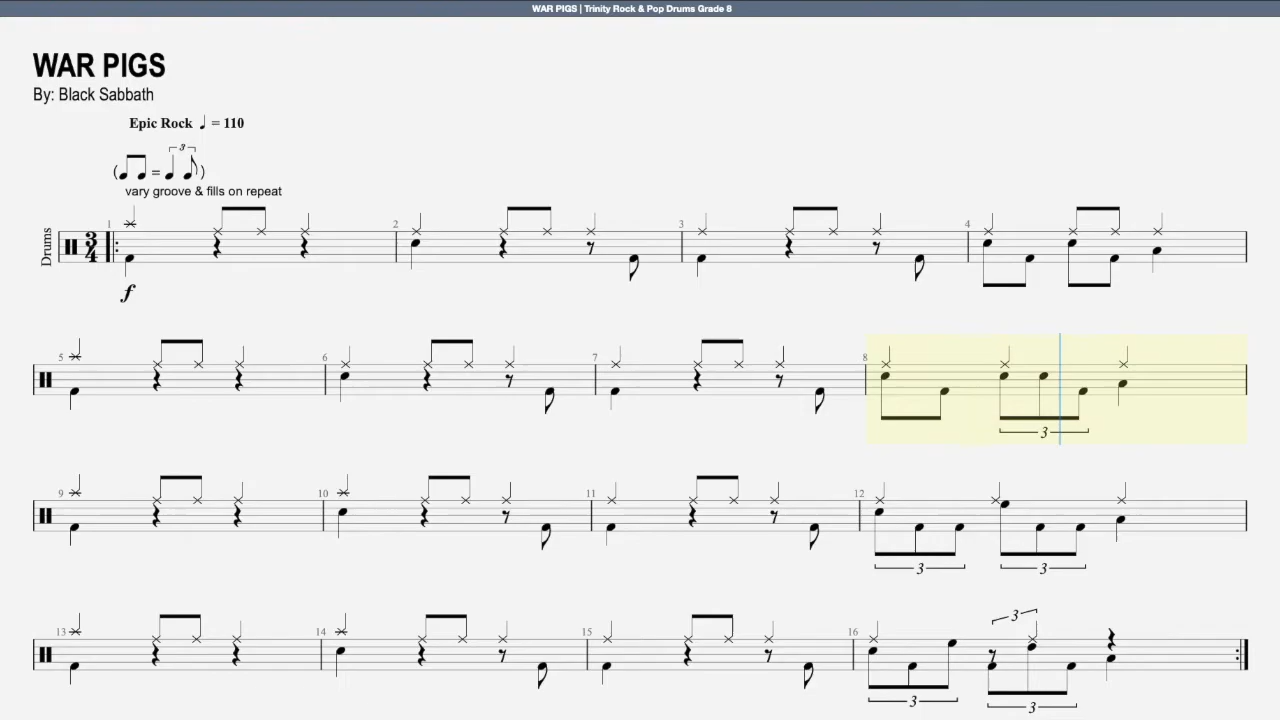 WAR PIGS | Trinity Rock & Pop Drums Grade 8
WAR PIGS
By: Black Sabbath
Epic Rock ♩ = 110
3
(♫ = ♩♪)
vary groove & fills on repeat
1 2 3 4
Drums
3
4
f
5 6 7 8
3
9 10 11 12
3 3
13 14 15 16
3
3 3